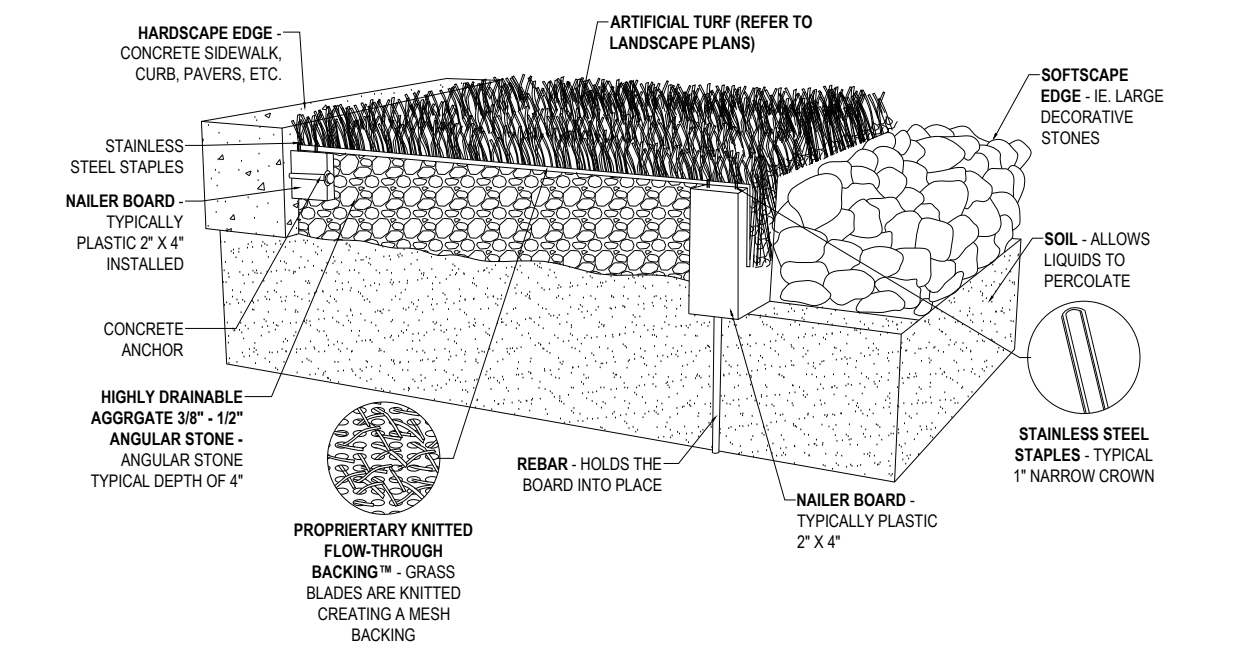 HARDSCAPE EDGE -
CONCRETE SIDEWALK,
CURB, PAVERS, ETC.
ARTIFICIAL TURF (REFER TO
LANDSCAPE PLANS)
SOFTSCAPE
EDGE - IE. LARGE
DECORATIVE
STONES
STAINLESS
STEEL STAPLES
NAILER BOARD -
TYPICALLY
PLASTIC 2" X 4"
INSTALLED
SOIL - ALLOWS
LIQUIDS TO
PERCOLATE
CONCRETE
ANCHOR
HIGHLY DRAINABLE
AGGRGATE 3/8" - 1/2"
ANGULAR STONE -
ANGULAR STONE
TYPICAL DEPTH OF 4"
PROPRIERTARY KNITTED
FLOW-THROUGH
BACKING™ - GRASS
BLADES ARE KNITTED
CREATING A MESH
BACKING
REBAR - HOLDS THE
BOARD INTO PLACE
NAILER BOARD -
TYPICALLY PLASTIC
2" X 4"
STAINLESS STEEL
STAPLES - TYPICAL
1" NARROW CROWN